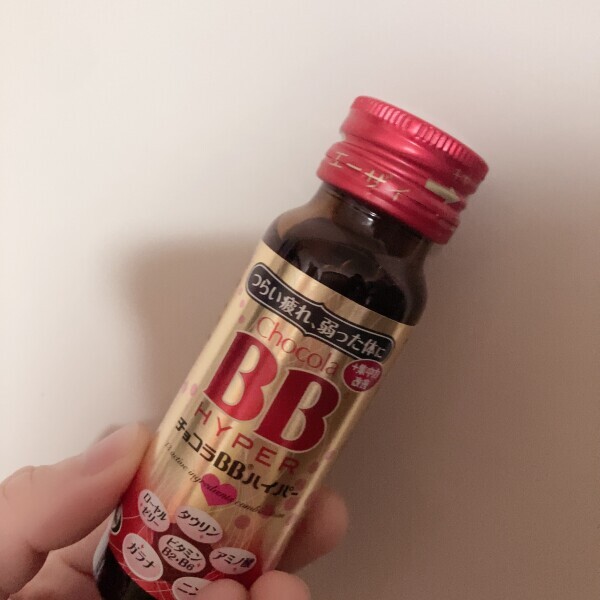 エーザイ
つらい疲れ、弱った体に
Chocola
BB
HYPER
チョコラBBハイパー
ローヤル
ゼリー
タウリン
ビタミン
B2・B6
アミノ酸
ガラナ